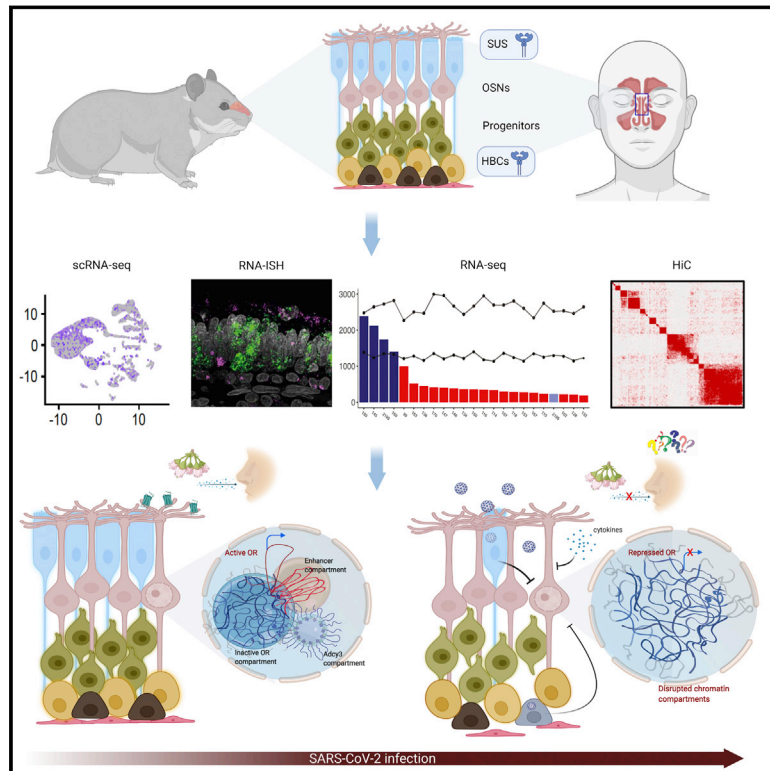 SUS
OSNs
Progenitors
HBCs
scRNA-seq
RNA-ISH
RNA-seq
HiC
10
0
-10
-10
0
10
3000
2000
1000
0
Active OR
Enhancer
compartment
Inactive OR
compartment
Adcy3
compartment
cytokines
Repressed OR
Disrupted chromatin
compartments
SARS-CoV-2 infection